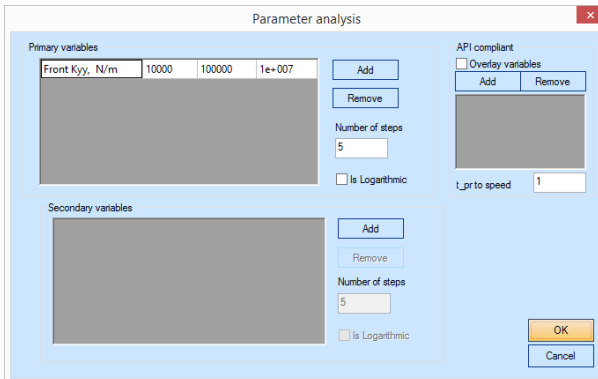 Parameter analysis
x
Primary variables
Front Kyy, N/m 10000 100000 1e+007
Add
Remove
Number of steps
5
Is Logarithmic
API compliant
Overlay variables
Add Remove
t_pr to speed 1
Secondary variables
Add
Remove
Number of steps
5
Is Logarithmic
OK
Cancel